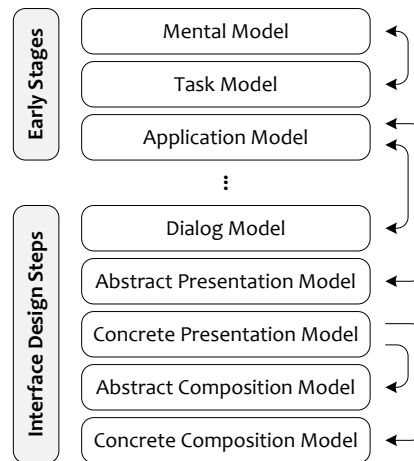 Early Stages
Mental Model
Task Model
Application Model
⋮
Interface Design Steps
Dialog Model
Abstract Presentation Model
Concrete Presentation Model
Abstract Composition Model
Concrete Composition Model